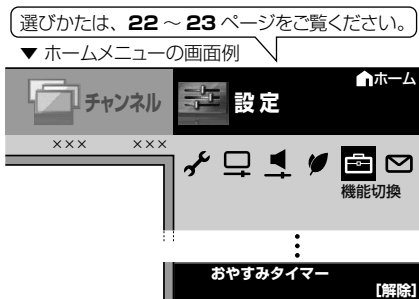 選びかたは、22～23ページをご覧ください。
▼ ホームメニューの画面例
ホーム
チャンネル 設定
××× ×××
機能切換
おやすみタイマー
[解除]